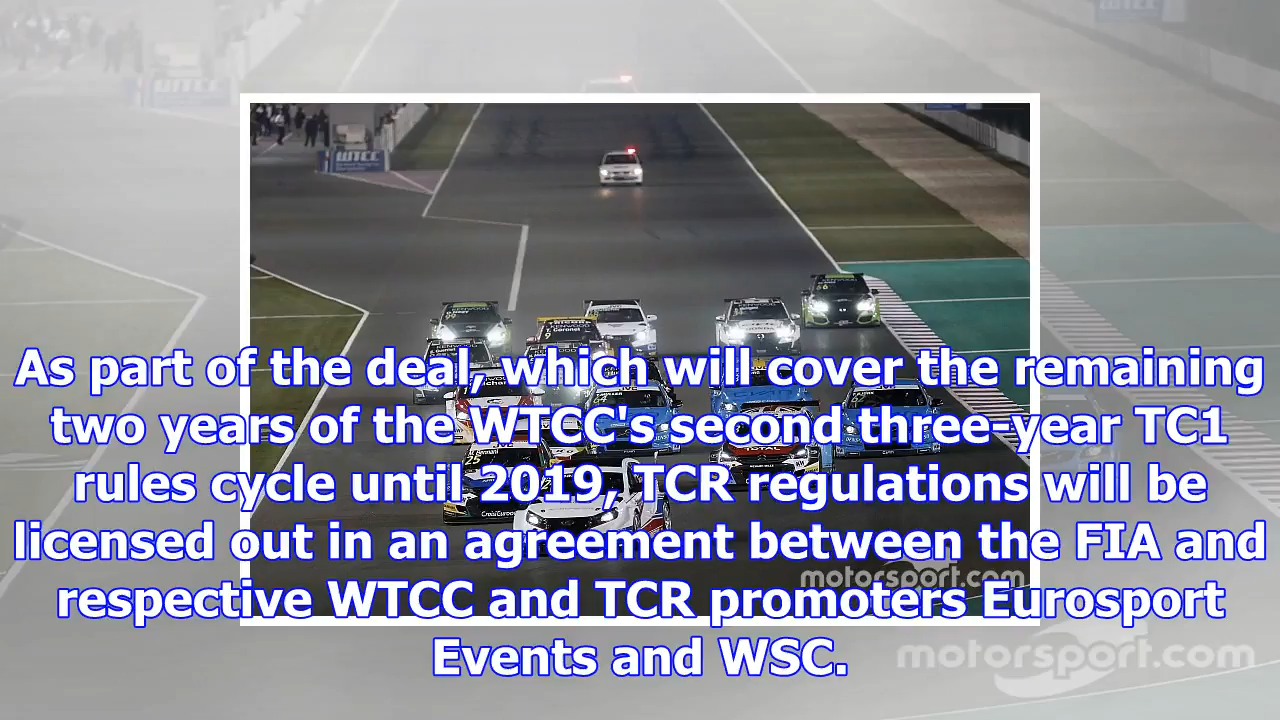 WTCC
As part of the deal, which will cover the remaining
two years of the WTCC's second three-year TC1
rules cycle until 2019, TCR regulations will be
licensed out in an agreement between the FIA and
respective WTCC and TCR promoters Eurosport
Events and WSC.
motorsport.com
motorsport.com